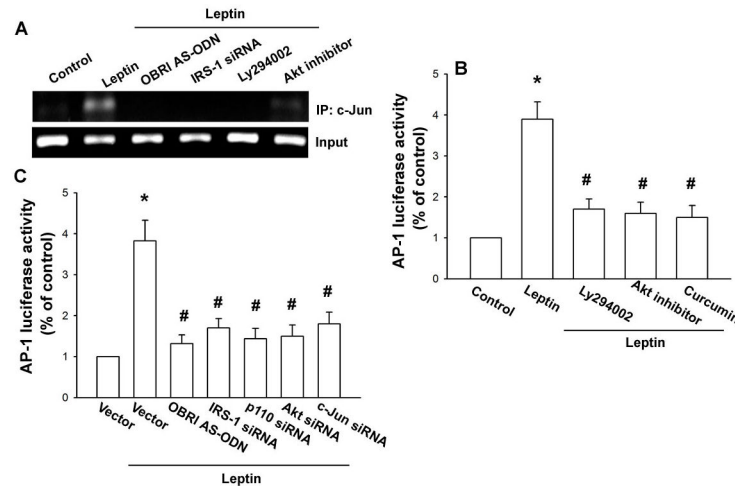 A
Leptin
Control
Leptin
OBRI AS-ODN
IRS-1 siRNA
Ly294002
Akt inhibitor
IP: c-Jun
Input
B
AP-1 luciferase activity
(% of control)
5
4
3
2
1
0
*
#
#
#
Control
Leptin
Ly294002
Akt inhibitor
Curcumin
Leptin
C
AP-1 luciferase activity
(% of control)
5
4
3
2
1
0
*
#
#
#
#
#
Vector
Vector
OBRI AS-ODN
IRS-1 siRNA
p110 siRNA
Akt siRNA
c-Jun siRNA
Leptin